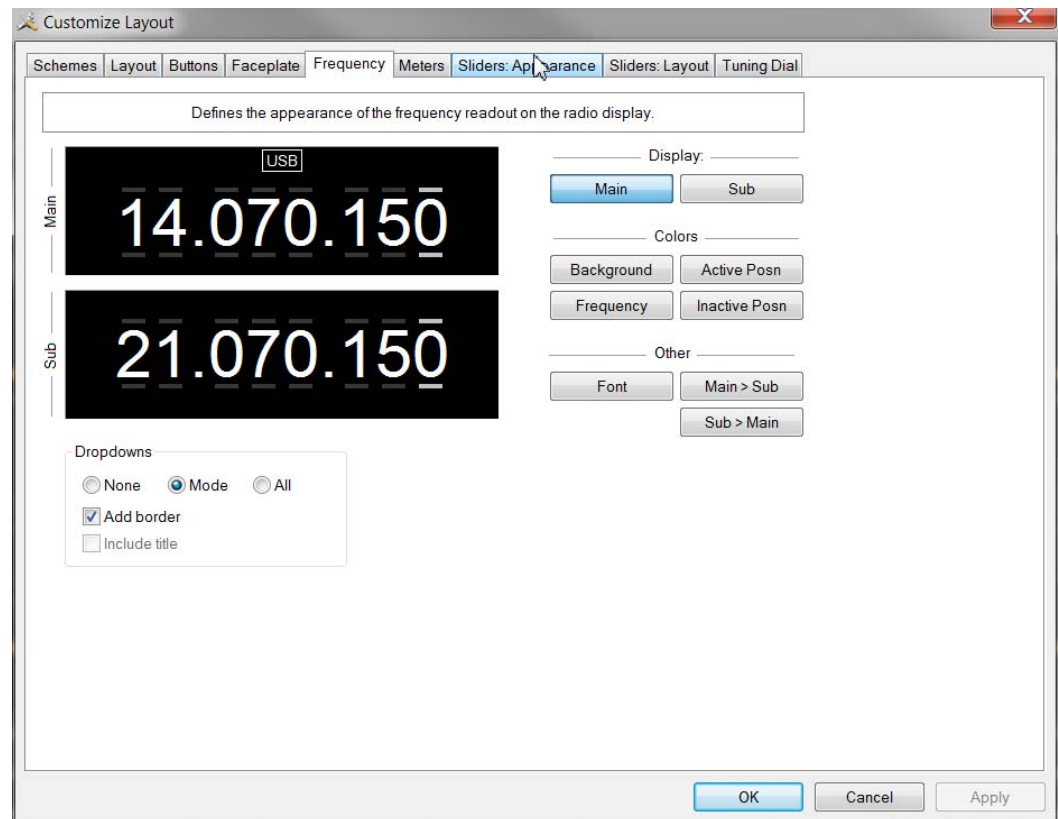 Customize Layout
X
Schemes Layout Buttons Faceplate Frequency Meters Sliders: Appearance Sliders: Layout Tuning Dial
Defines the appearance of the frequency readout on the radio display.
Main
USB
14.070.150
Sub
21.070.150
Dropdowns
None Mode All
Add border
Include title
Display:
Main Sub
Colors
Background Active Posn
Frequency Inactive Posn
Other
Font Main > Sub
Sub > Main
OK Cancel Apply